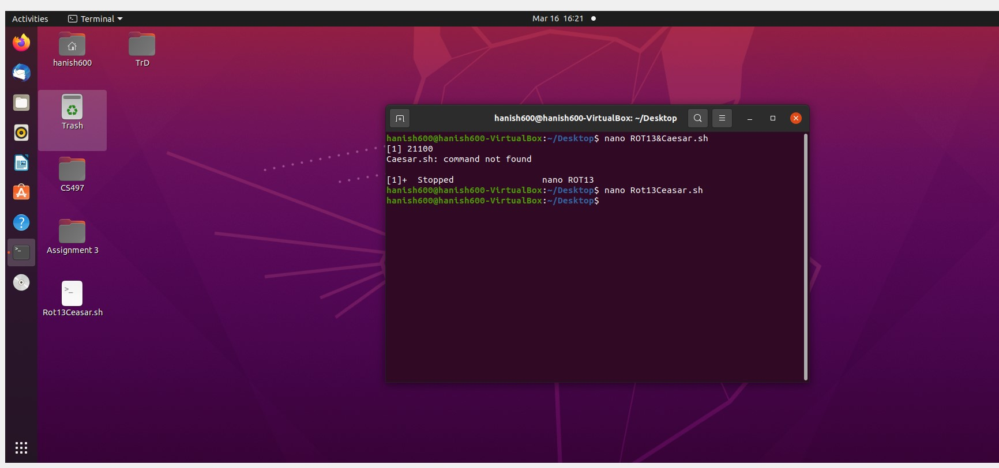 Activities
Terminal
Mar 16 16:21
hanish600
TrD
Trash
CS497
Assignment 3
>_
Rot13Ceasar.sh
hanish600@hanish600-VirtualBox: ~/Desktop
hanish600@hanish600-VirtualBox:~/Desktop$ nano ROT13&Caesar.sh
[1] 21100
Caesar.sh: command not found
[1]+  Stopped                 nano ROT13
hanish600@hanish600-VirtualBox:~/Desktop$ nano Rot13Ceasar.sh
hanish600@hanish600-VirtualBox:~/Desktop$